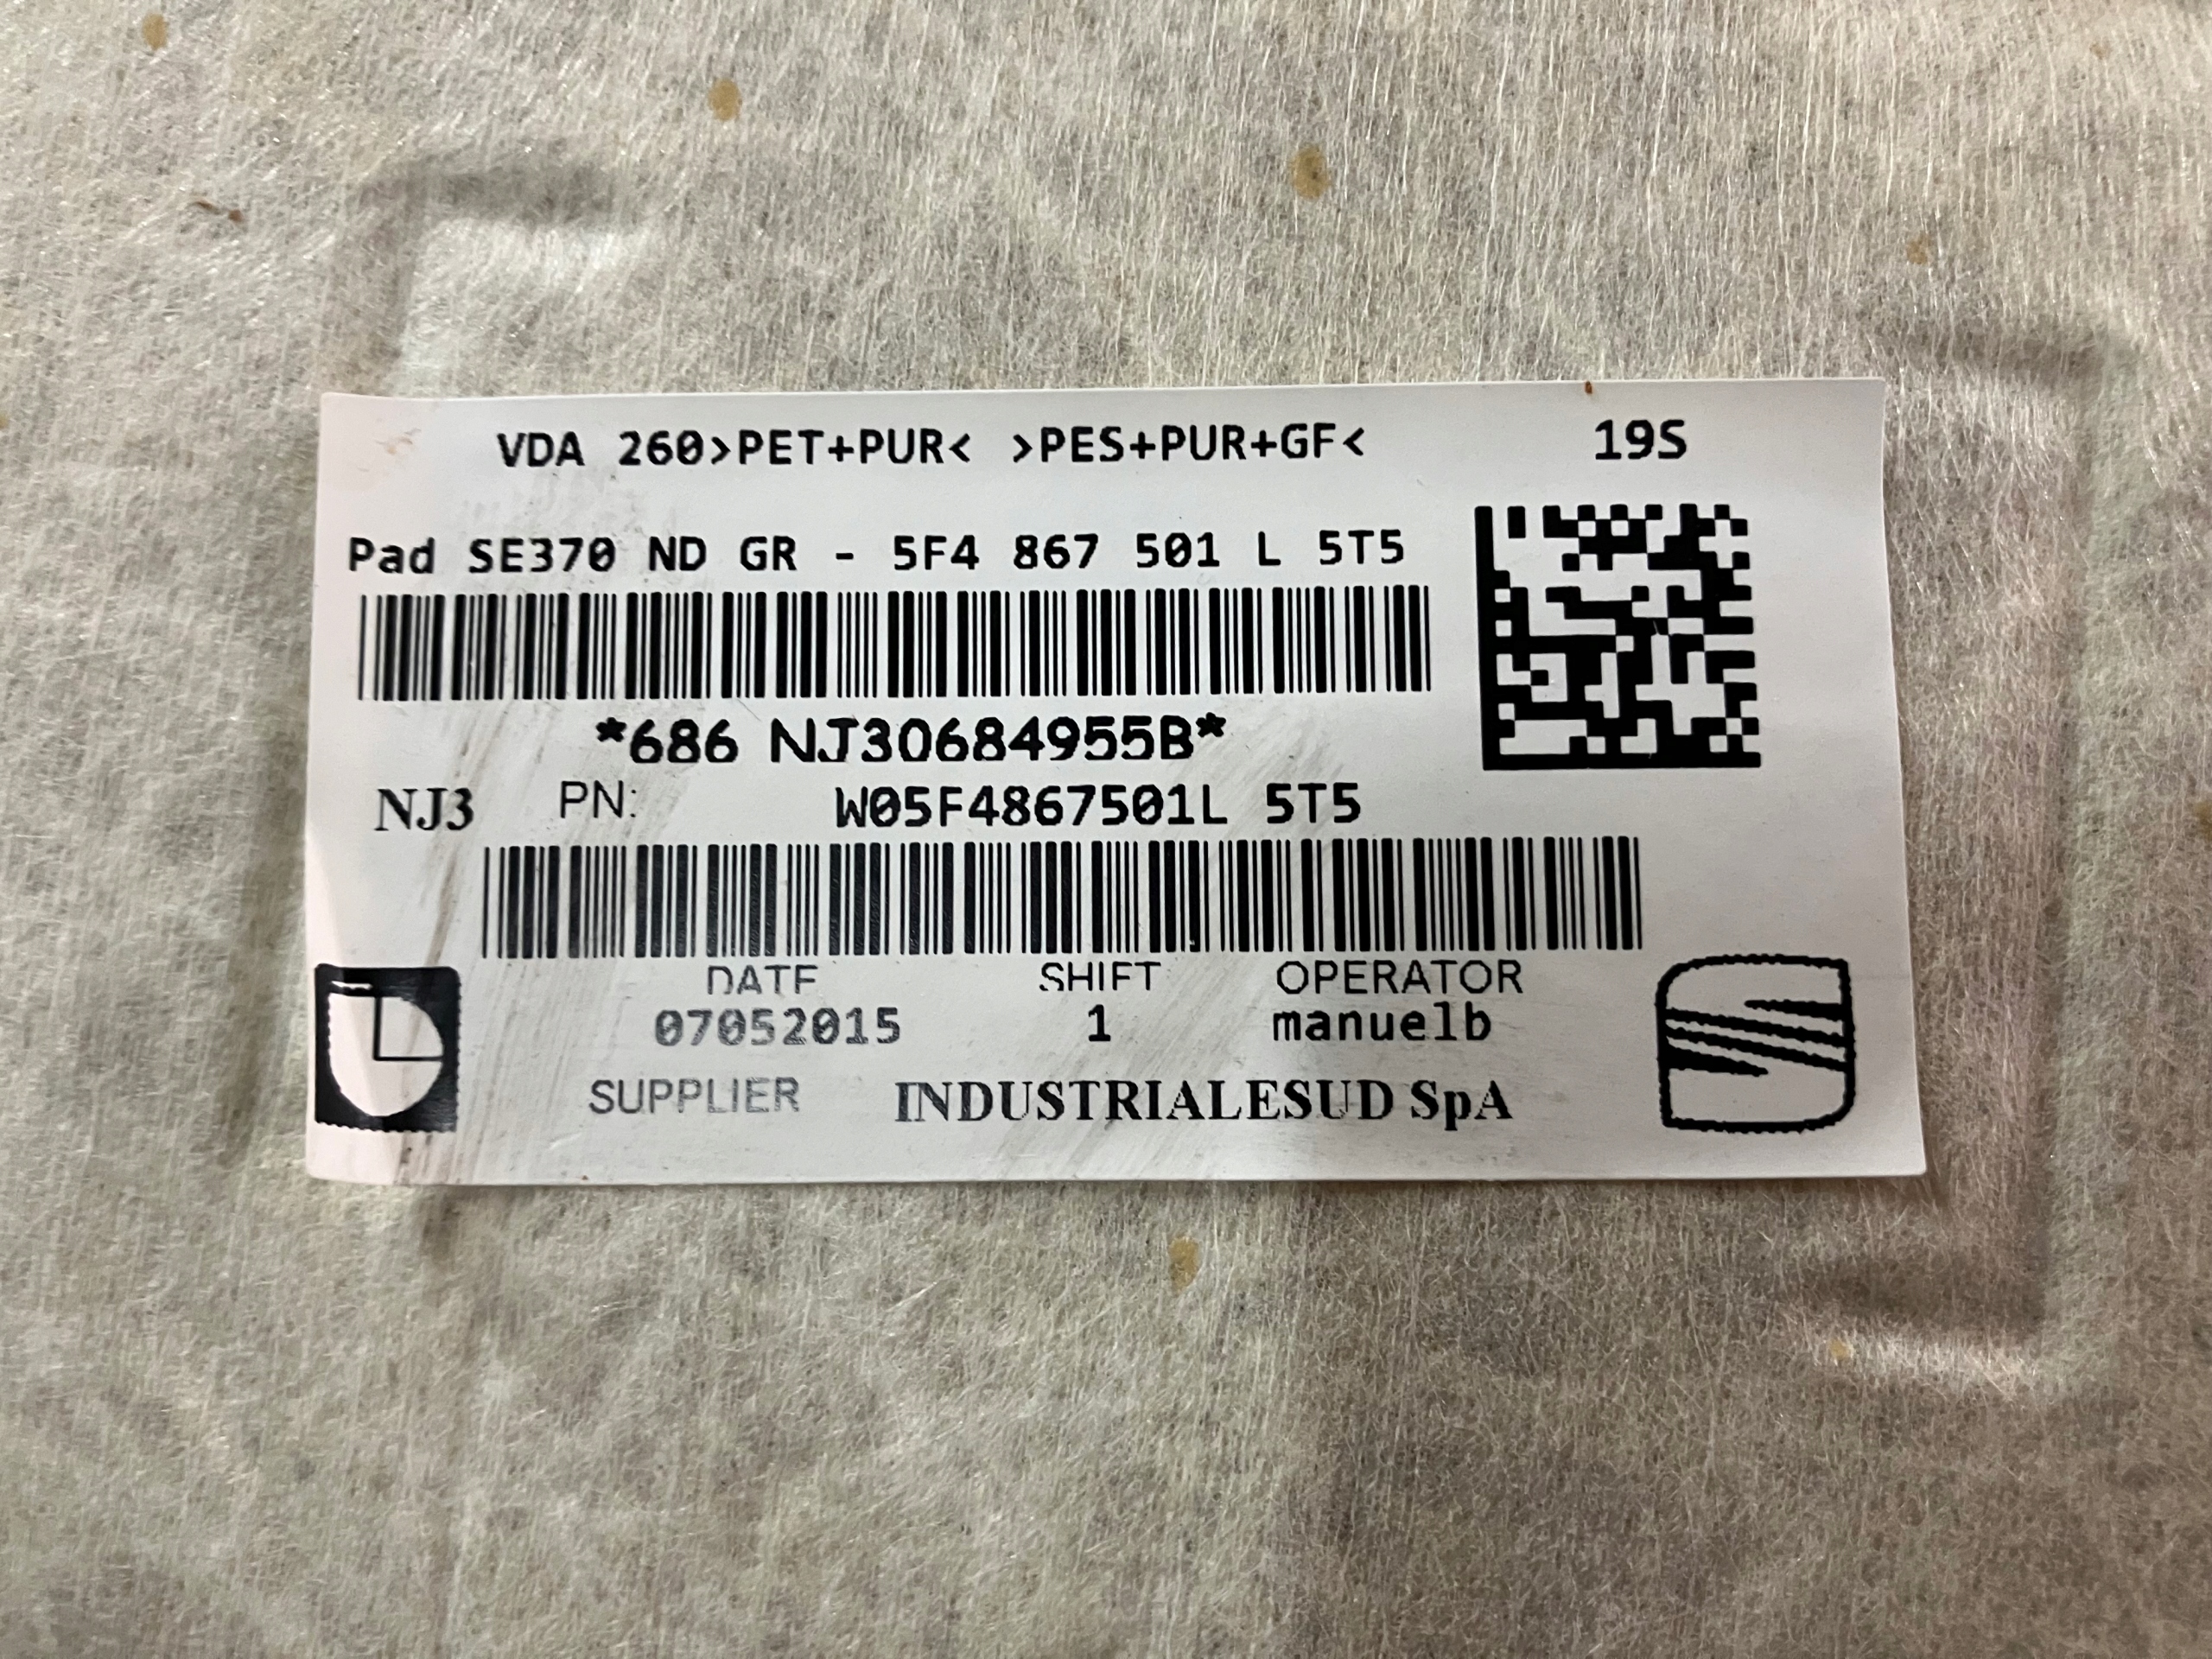 VDA 260>PET+PUR< >PES+PUR+GF< 19S
Pad SE370 ND GR - 5F4 867 501 L 5T5
*686 NJ30684955B*
NJ3 PN: W05F4867501L 5T5
DATE SHIFT OPERATOR
07052015 1 manuelb
SUPPLIER INDUSTRIALESUD SpA